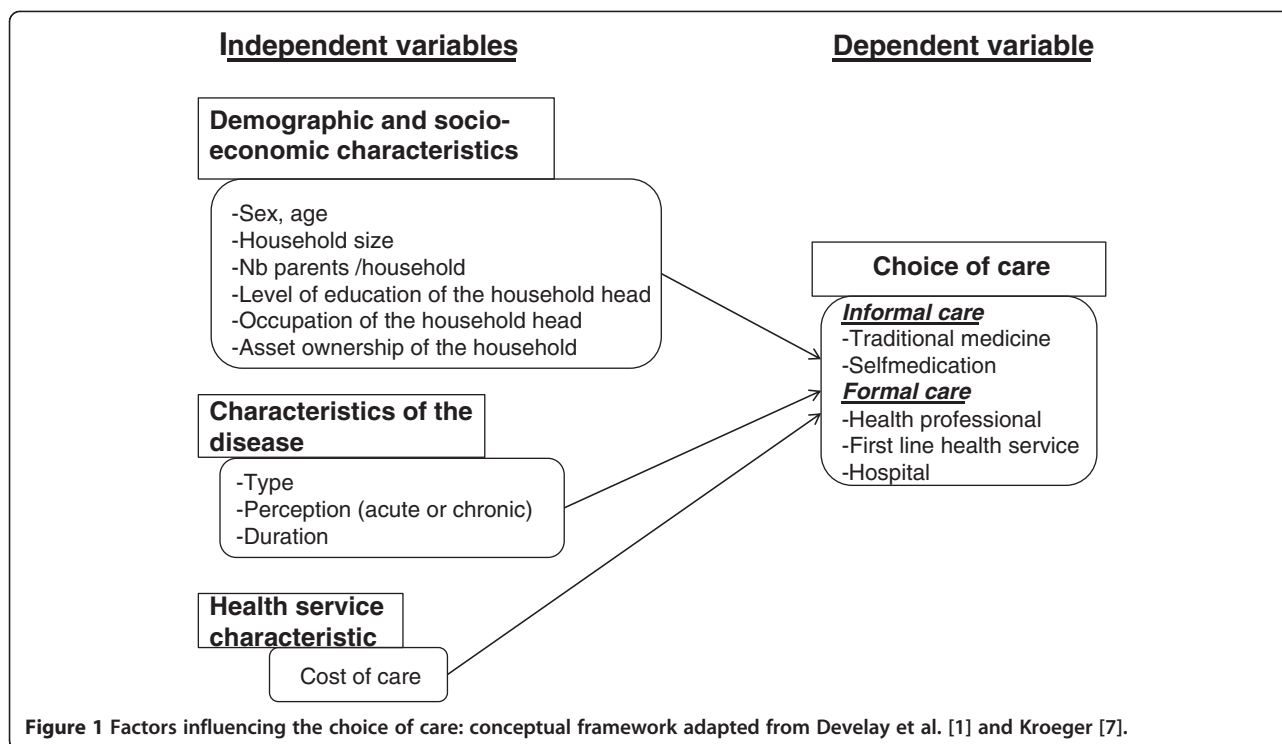 Independent variables
Dependent variable
Demographic and socio-
economic characteristics
-Sex, age
-Household size
-Nb parents /household
-Level of education of the household head
-Occupation of the household head
-Asset ownership of the household
Characteristics of the
disease
-Type
-Perception (acute or chronic)
-Duration
Health service
characteristic
Cost of care
Choice of care
Informal care
-Traditional medicine
-Selfmedication
Formal care
-Health professional
-First line health service
-Hospital
Figure 1 Factors influencing the choice of care: conceptual framework adapted from Develay et al. [1] and Kroeger [7].